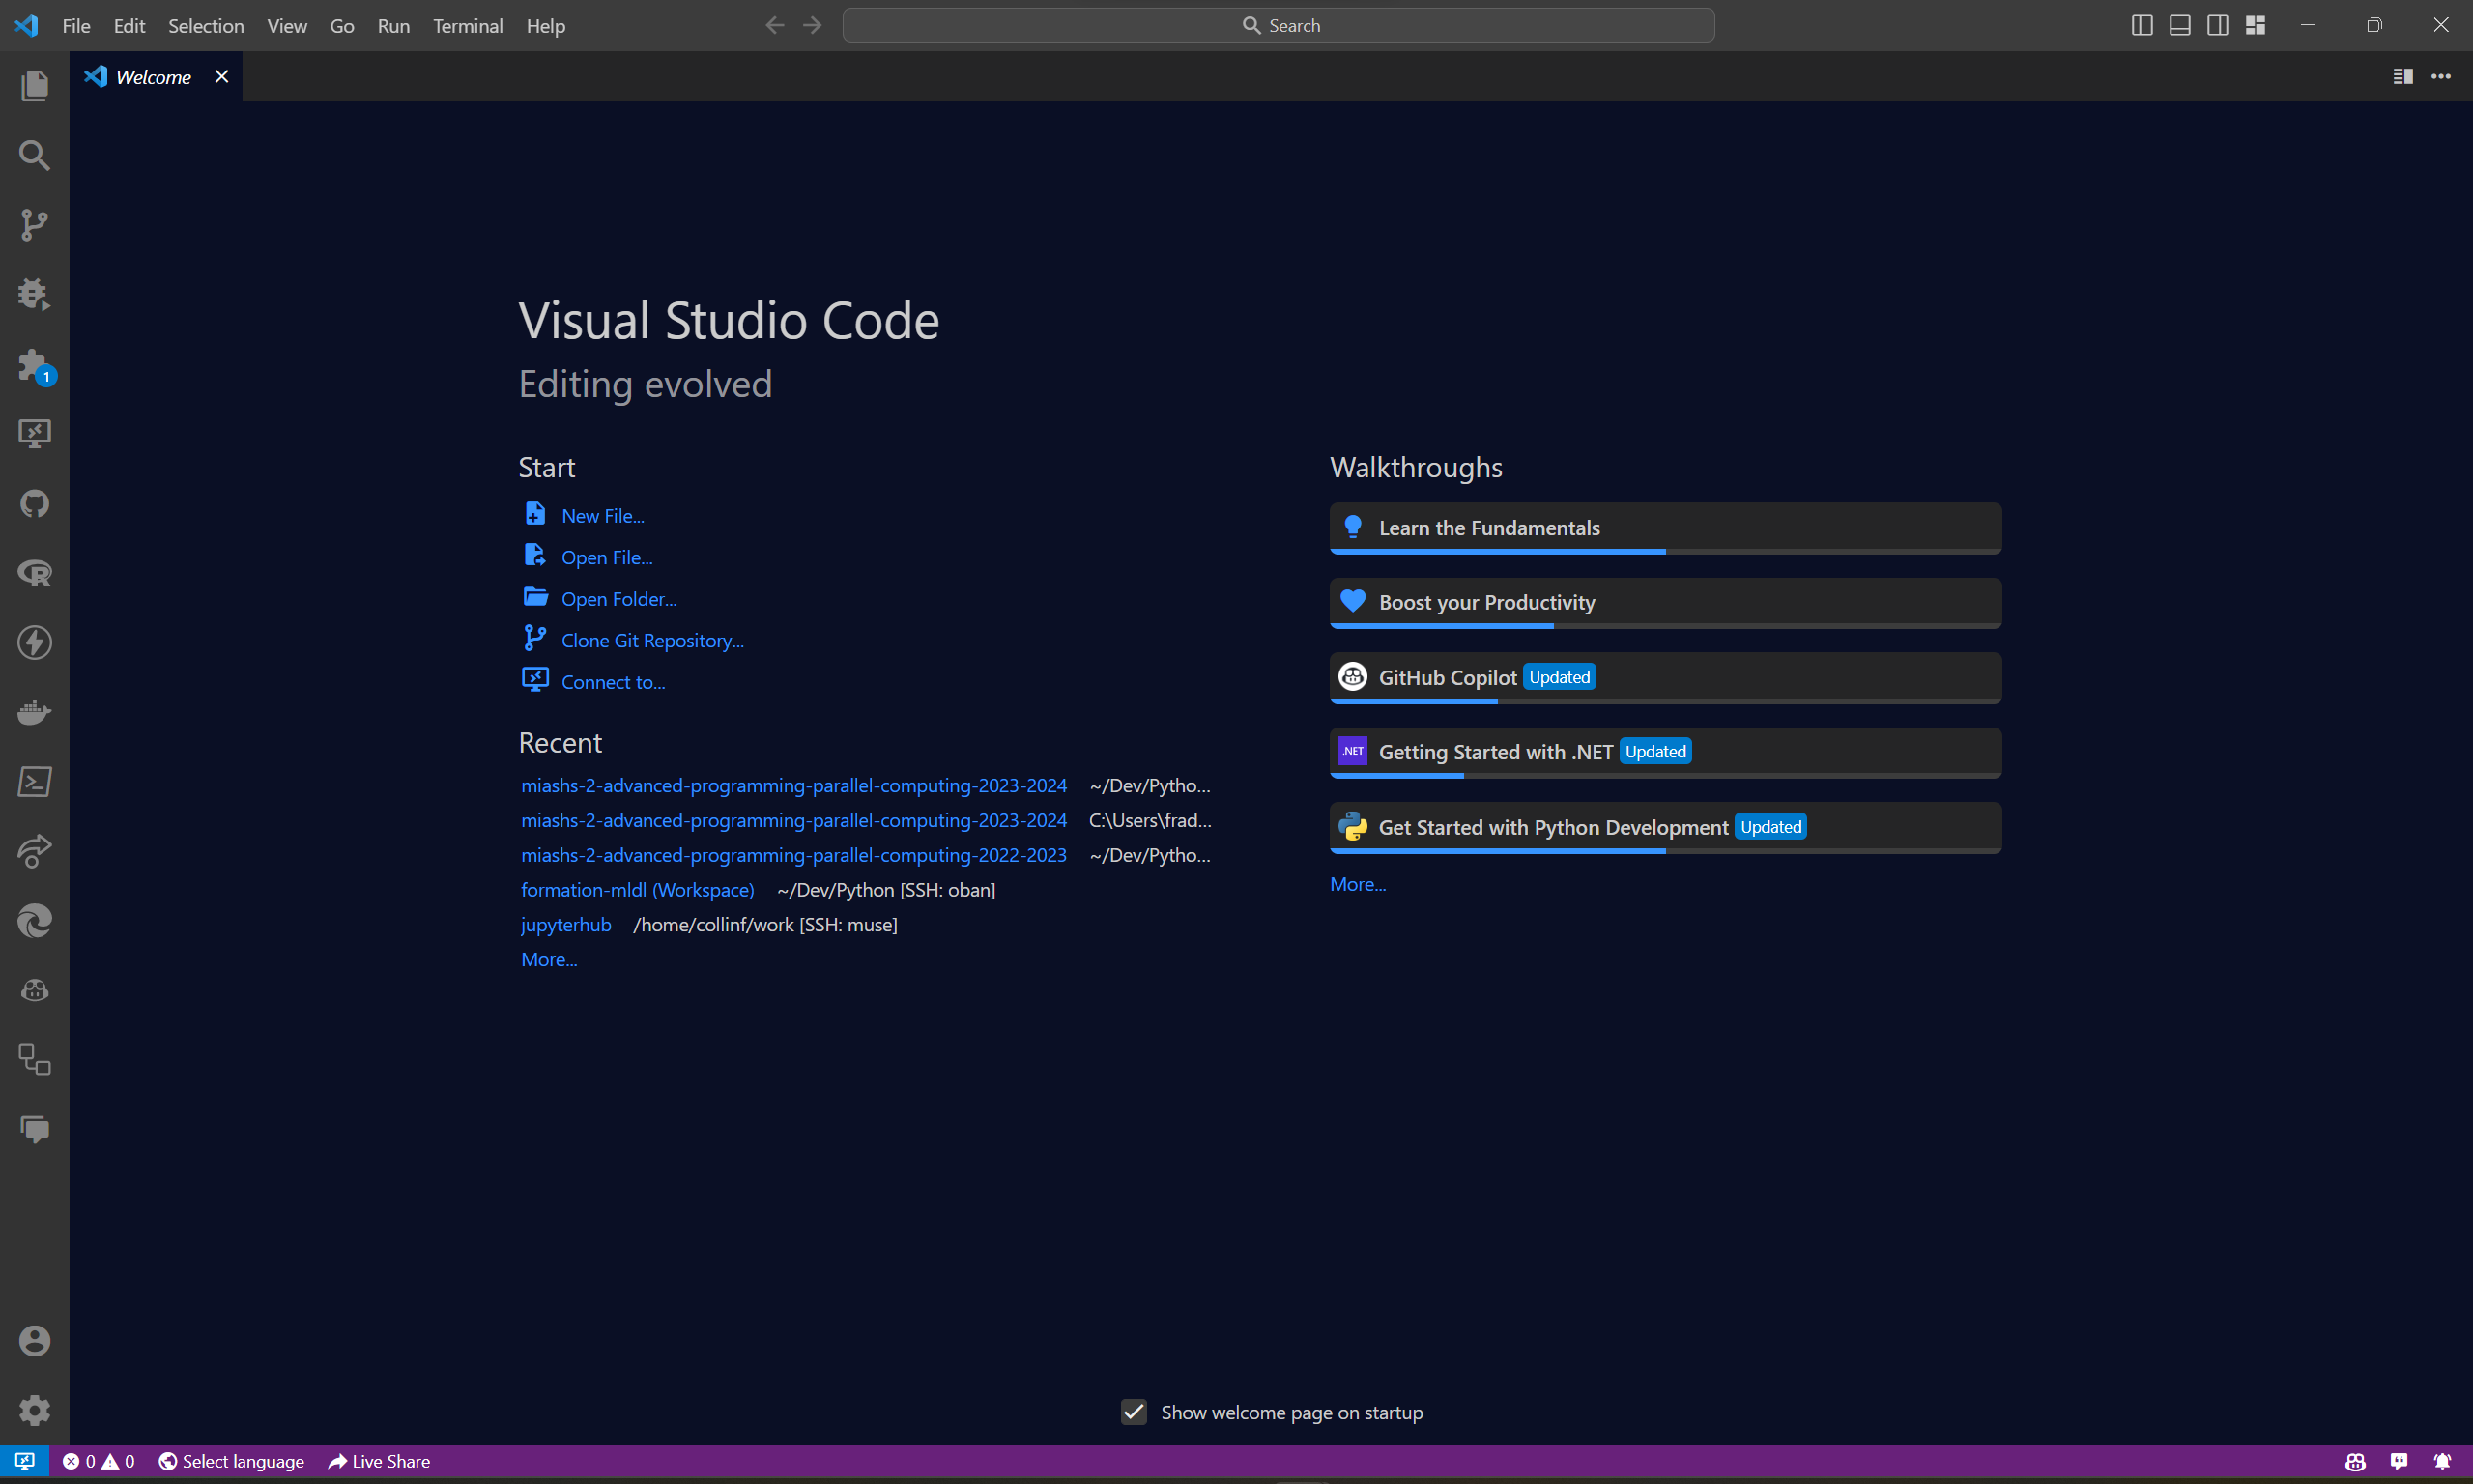 File Edit Selection View Go Run Terminal Help Search
Welcome
1
Visual Studio Code
Editing evolved
Start
New File...
Open File...
Open Folder...
Clone Git Repository...
Connect to...
Recent
miashs-2-advanced-programming-parallel-computing-2023-2024 ~/Dev/Pytho...
miashs-2-advanced-programming-parallel-computing-2023-2024 C:\Users\frad...
miashs-2-advanced-programming-parallel-computing-2022-2023 ~/Dev/Pytho...
formation-mldl (Workspace) ~/Dev/Python [SSH: oban]
jupyterhub /home/collinf/work [SSH: muse]
More...
Walkthroughs
Learn the Fundamentals
Boost your Productivity
GitHub Copilot Updated
.NET Getting Started with .NET Updated
Get Started with Python Development Updated
More...
Show welcome page on startup
0 0 Select language Live Share